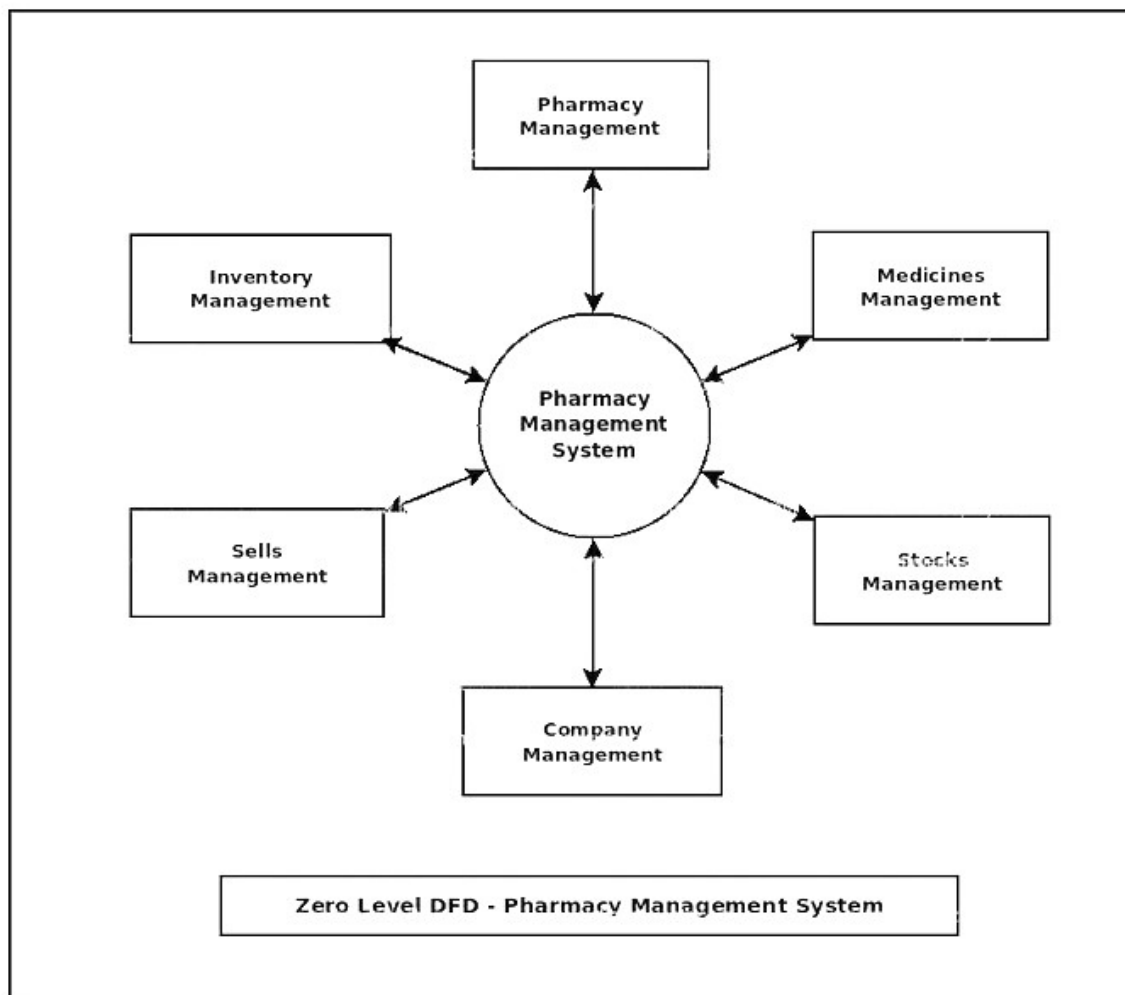 Pharmacy
Management
Inventory
Management
Medicines
Management
Pharmacy
Management
System
Sells
Management
Stocks
Management
Company
Management
Zero Level DFD - Pharmacy Management System